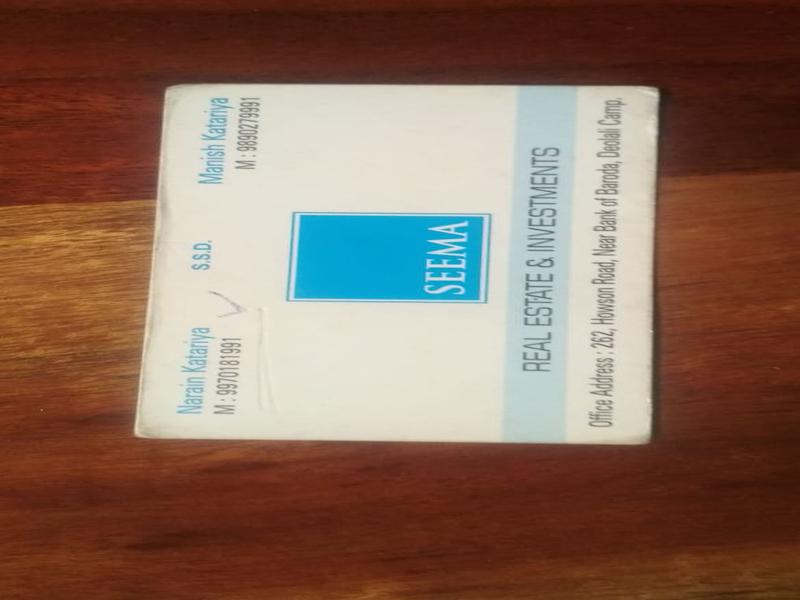 Narain Katariya
M : 9970181991
S.S.D.
Manish Katariya
M : 9890279991
SEEMA
REAL ESTATE & INVESTMENTS
Office Address : 262, Howson Road, Near Bank of Baroda, Deolali Camp.